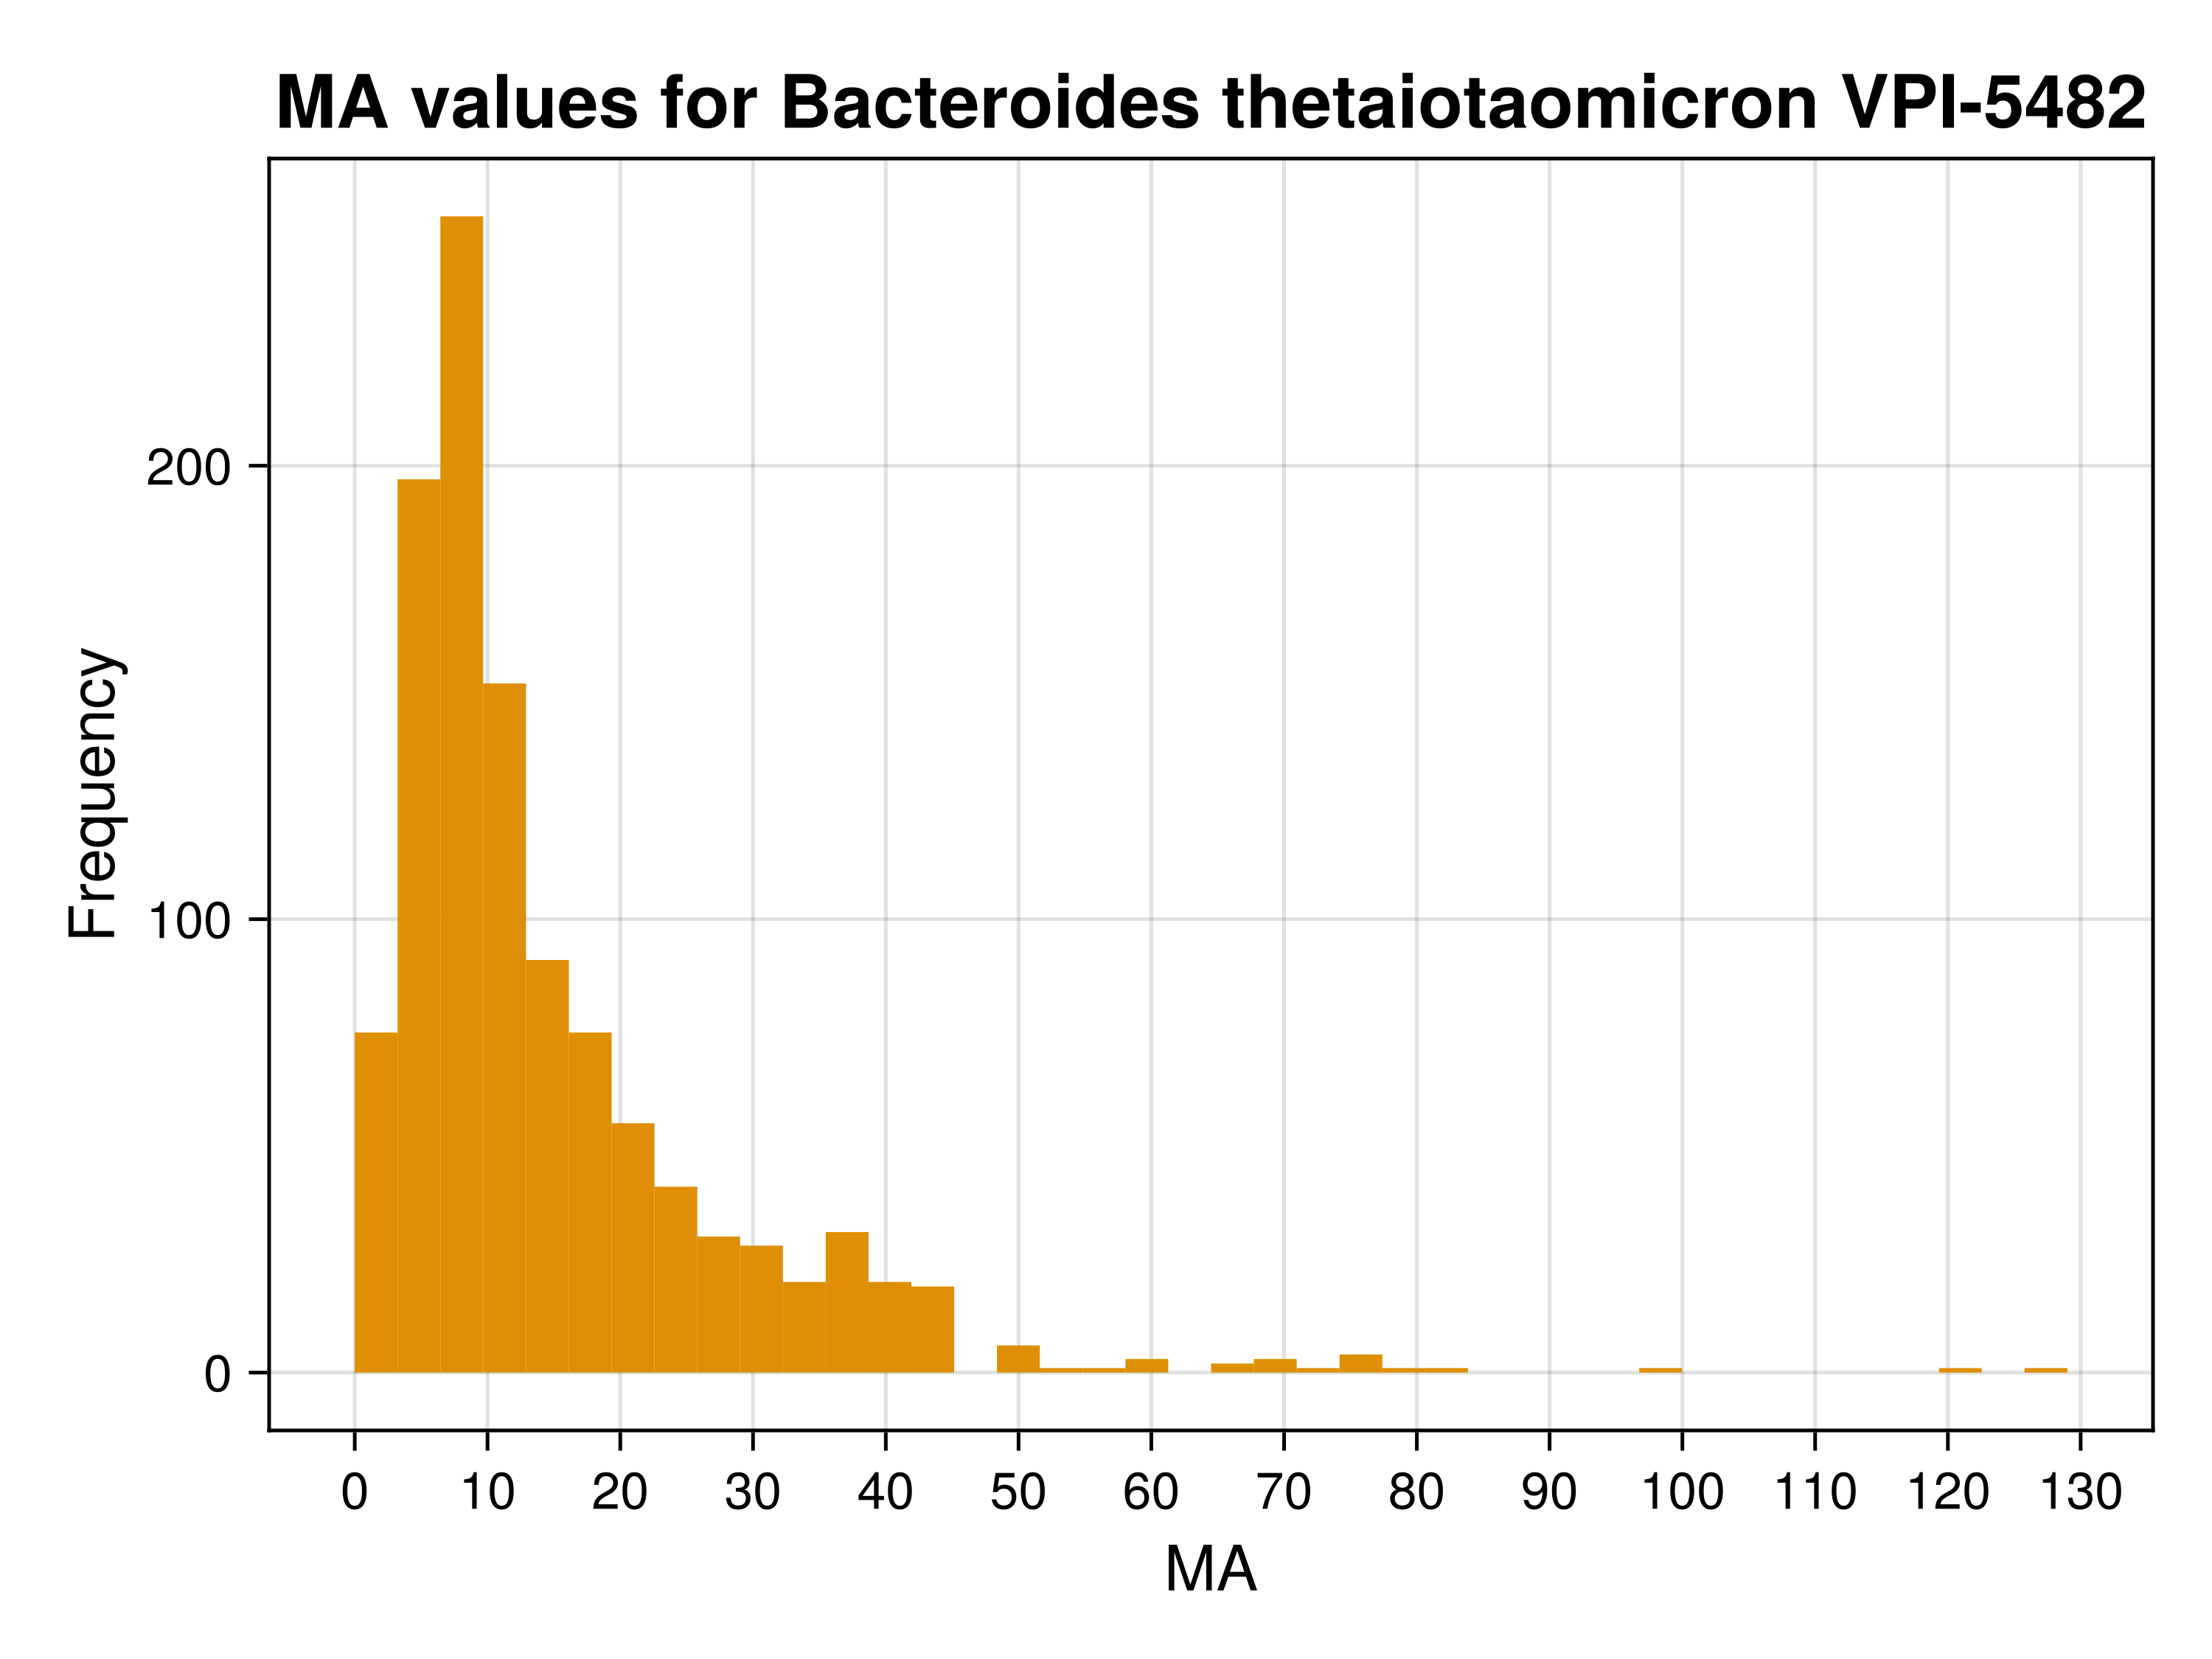 MA values for Bacteroides thetaiotaomicron VPI-5482
Frequency
200
100
0
0 10 20 30 40 50 60 70 80 90 100 110 120 130
MA